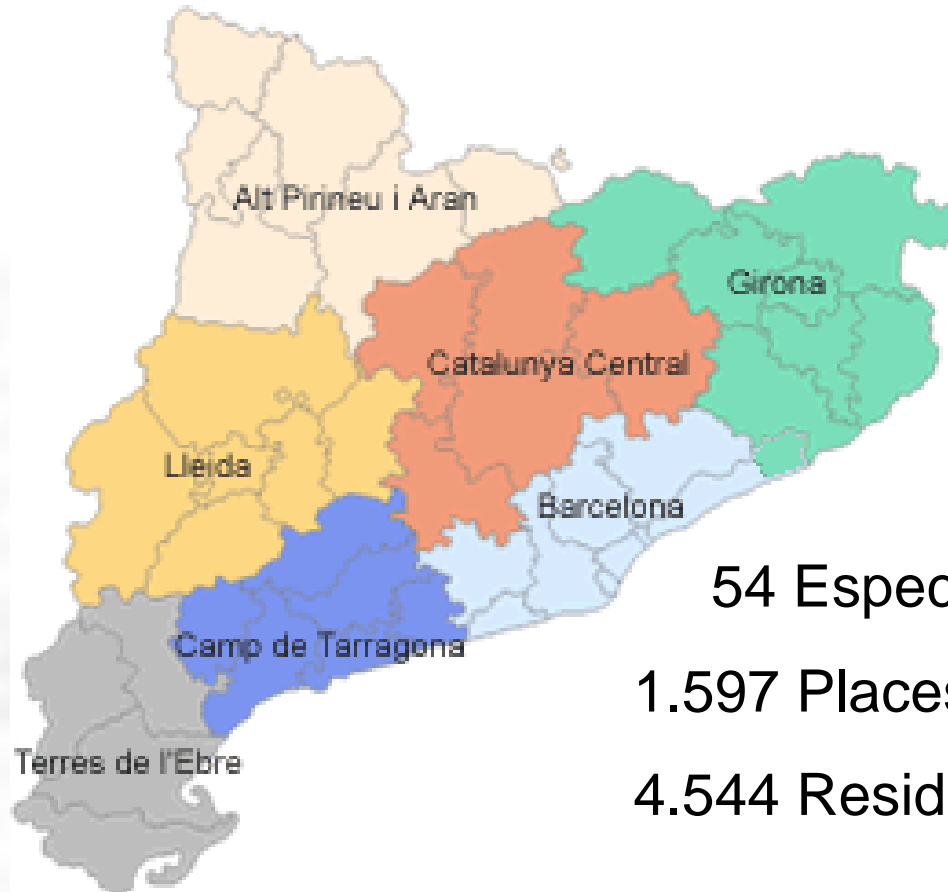 Alt Pirineu i Aran
Girona
Catalunya Central
Lleida
Barcelona
54 Espec
Camp de Tarragona
1.597 Places
Terres de l'Ebre
4.544 Resid